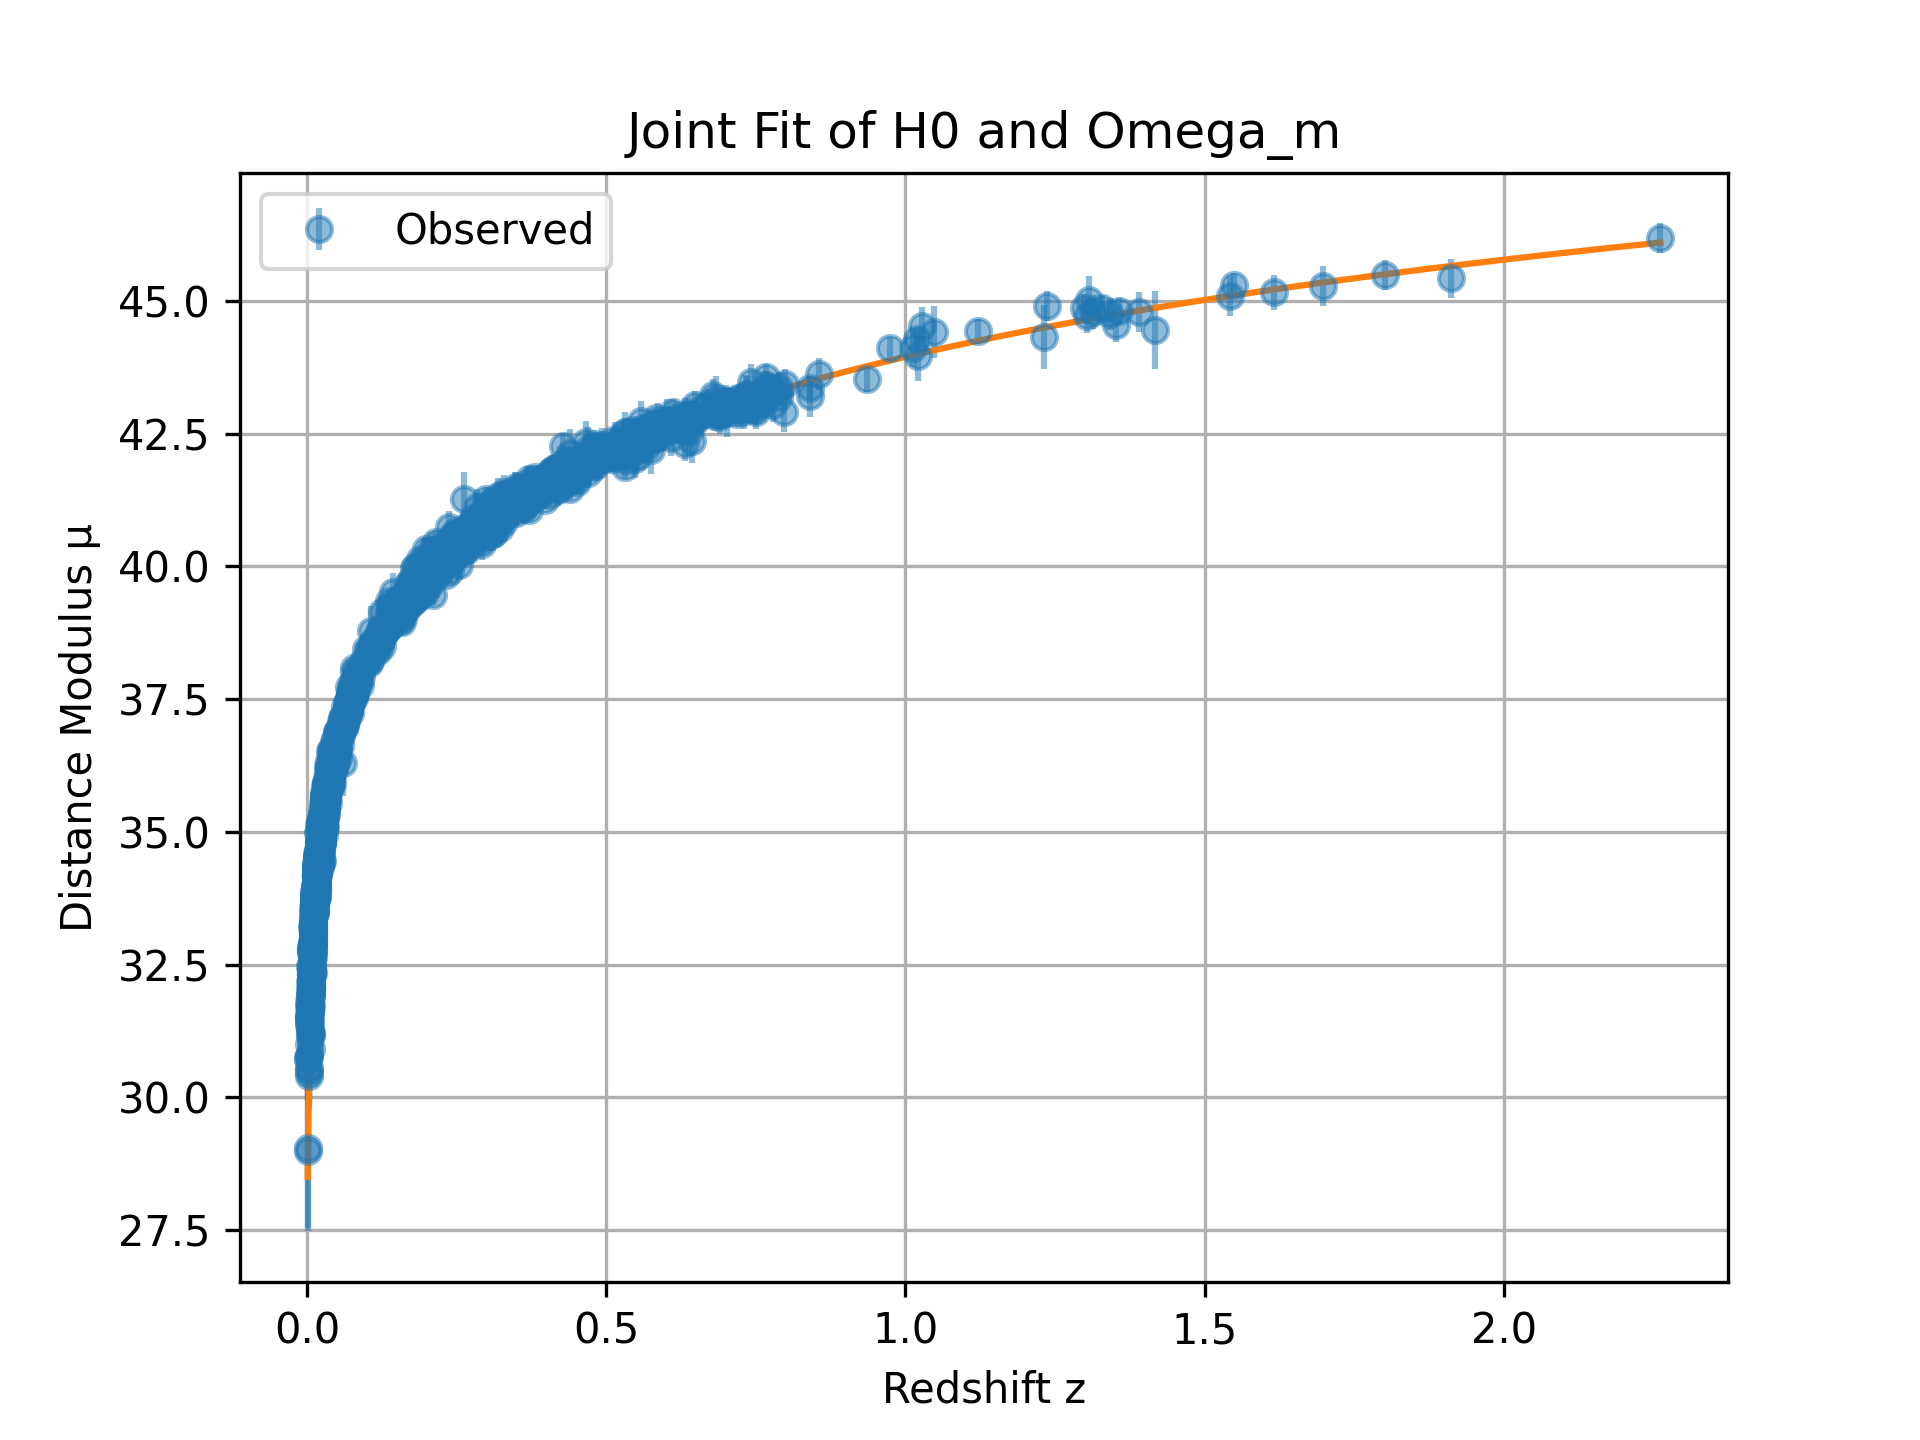 Joint Fit of H0 and Omega_m
Observed
Distance Modulus μ
45.0
42.5
40.0
37.5
35.0
32.5
30.0
27.5
0.0 0.5 1.0 1.5 2.0
Redshift z